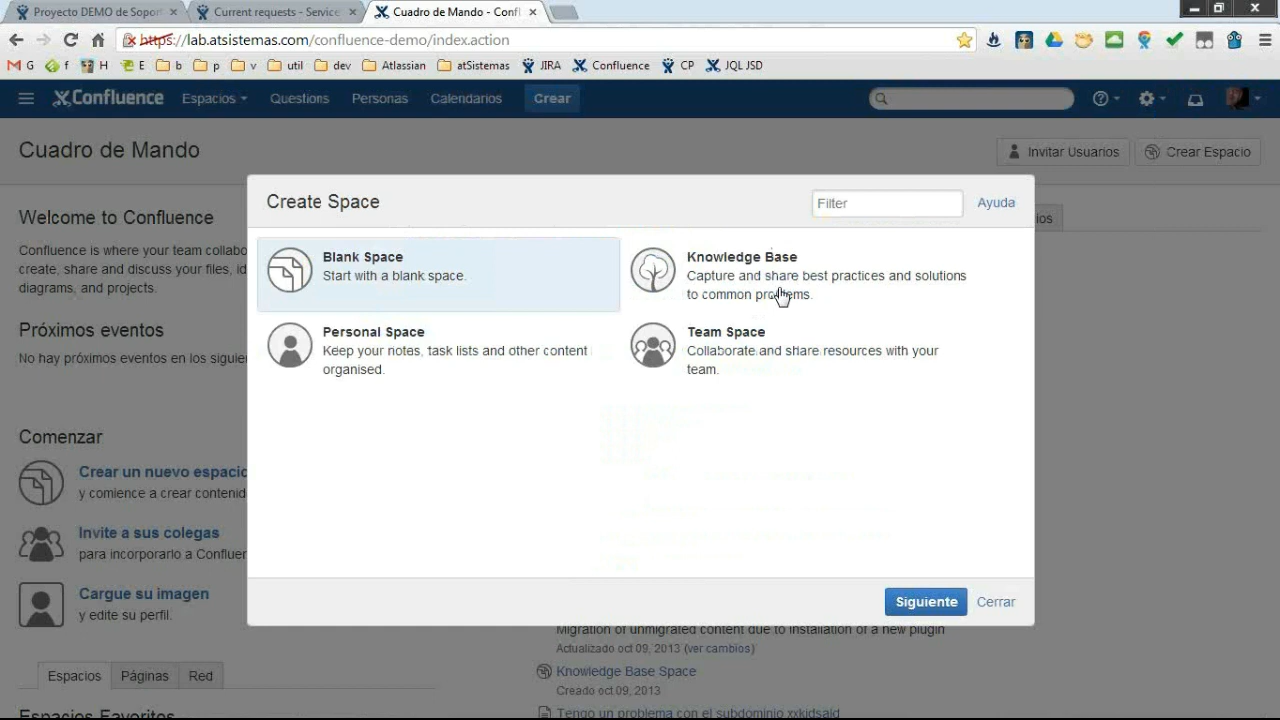 Proyecto DEMO de Sopor
Current requests - Service
Cuadro de Mando - Confl
https://lab.atsistemas.com/confluence-demo/index.action
G
f
H
E
b
p
v
util
dev
Atlassian
atSistemas
JIRA
Confluence
CP
JQL JSD
Confluence
Espacios
Questions
Personas
Calendarios
Crear
Cuadro de Mando
Invitar Usuarios
Crear Espacio
Create Space
Filter
Ayuda
Welcome to Confluence
Confluence is where your team collabo
create, share and discuss your files, id
diagrams, and projects.
ios
Blank Space
Start with a blank space.
Knowledge Base
Capture and share best practices and solutions
to common problems.
Próximos eventos
No hay próximos eventos en los siguien
Personal Space
Keep your notes, task lists and other content
organised.
Team Space
Collaborate and share resources with your
team.
Comenzar
Crear un nuevo espacio
y comience a crear contenid
Invite a sus colegas
para incorporarlo a Confluen
Cargue su imagen
y edite su perfil.
Siguiente
Cerrar
Migration of unmigrated content due to installation of a new plugin
Actualizado oct 09, 2013 (ver cambios)
Knowledge Base Space
Creado oct 09, 2013
Tengo un problema con el subdominio xxkidsaid
Espacios
Páginas
Red
Espacios Favoritos